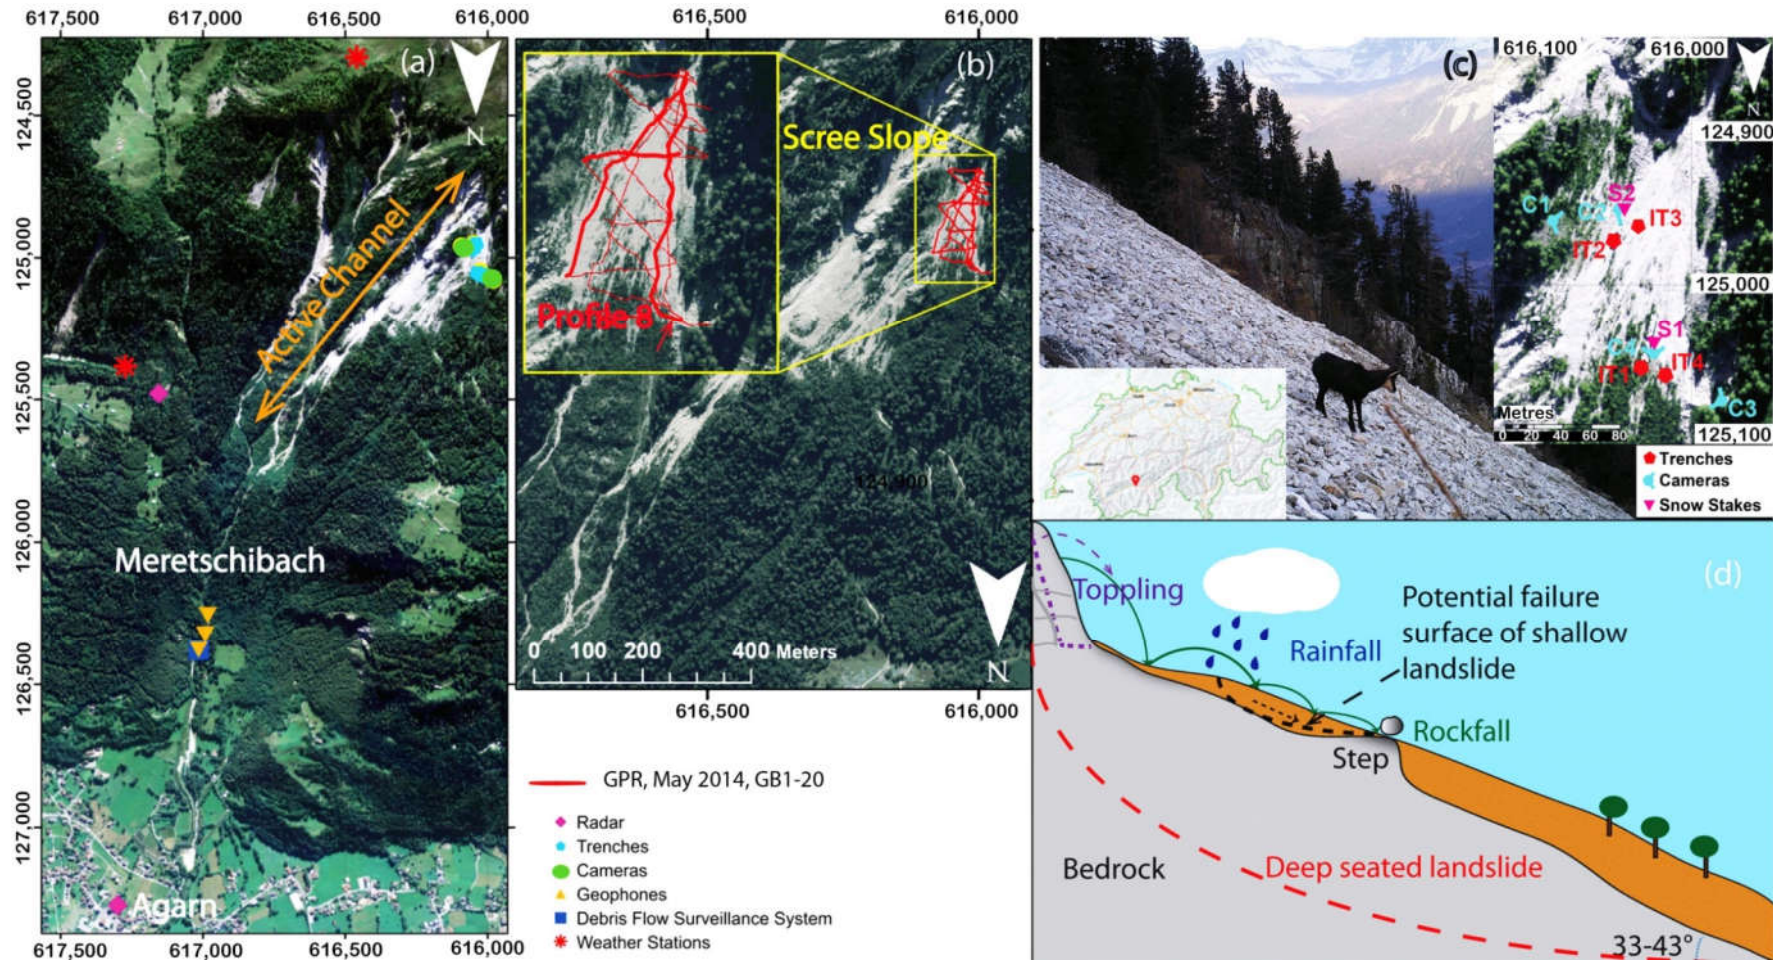 617,500 617,000 616,500 616,000
616,500 616,000
124,500
125,000
125,500
126,000
126,500
127,000
(a)
N
Active Channel
Meretschibach
Agarn
617,500 617,000 616,500 616,000
(b)
Scree Slope
Profile 8
124,900
0 100 200 400 Meters
N
616,500 616,000
GPR, May 2014, GB1-20
Radar
Trenches
Cameras
Geophones
Debris Flow Surveillance System
Weather Stations
(c)
616,100 616,000
N
124,900
S2
C1
C2
IT3
IT2
125,000
S1
C4
IT1
IT4
C3
Metres
0 20 40 60 80
125,100
Trenches
Cameras
Snow Stakes
(d)
Toppling
Rainfall
Potential failure
surface of shallow
landslide
Rockfall
Step
Bedrock
Deep seated landslide
33-43°